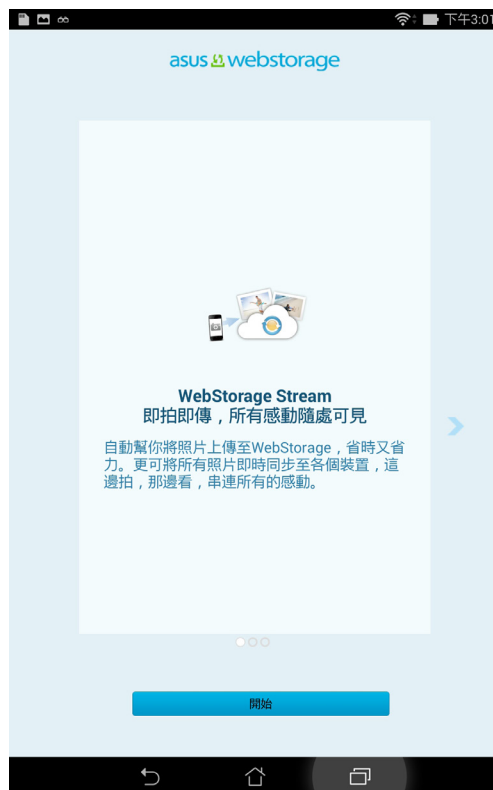 下午3:01
asus webstorage
WebStorage Stream
即拍即傳，所有感動隨處可見
自動幫你將照片上傳至WebStorage，省時又省
力。更可將所有照片即時同步至各個裝置，這
邊拍，那邊看，串連所有的感動。
開始